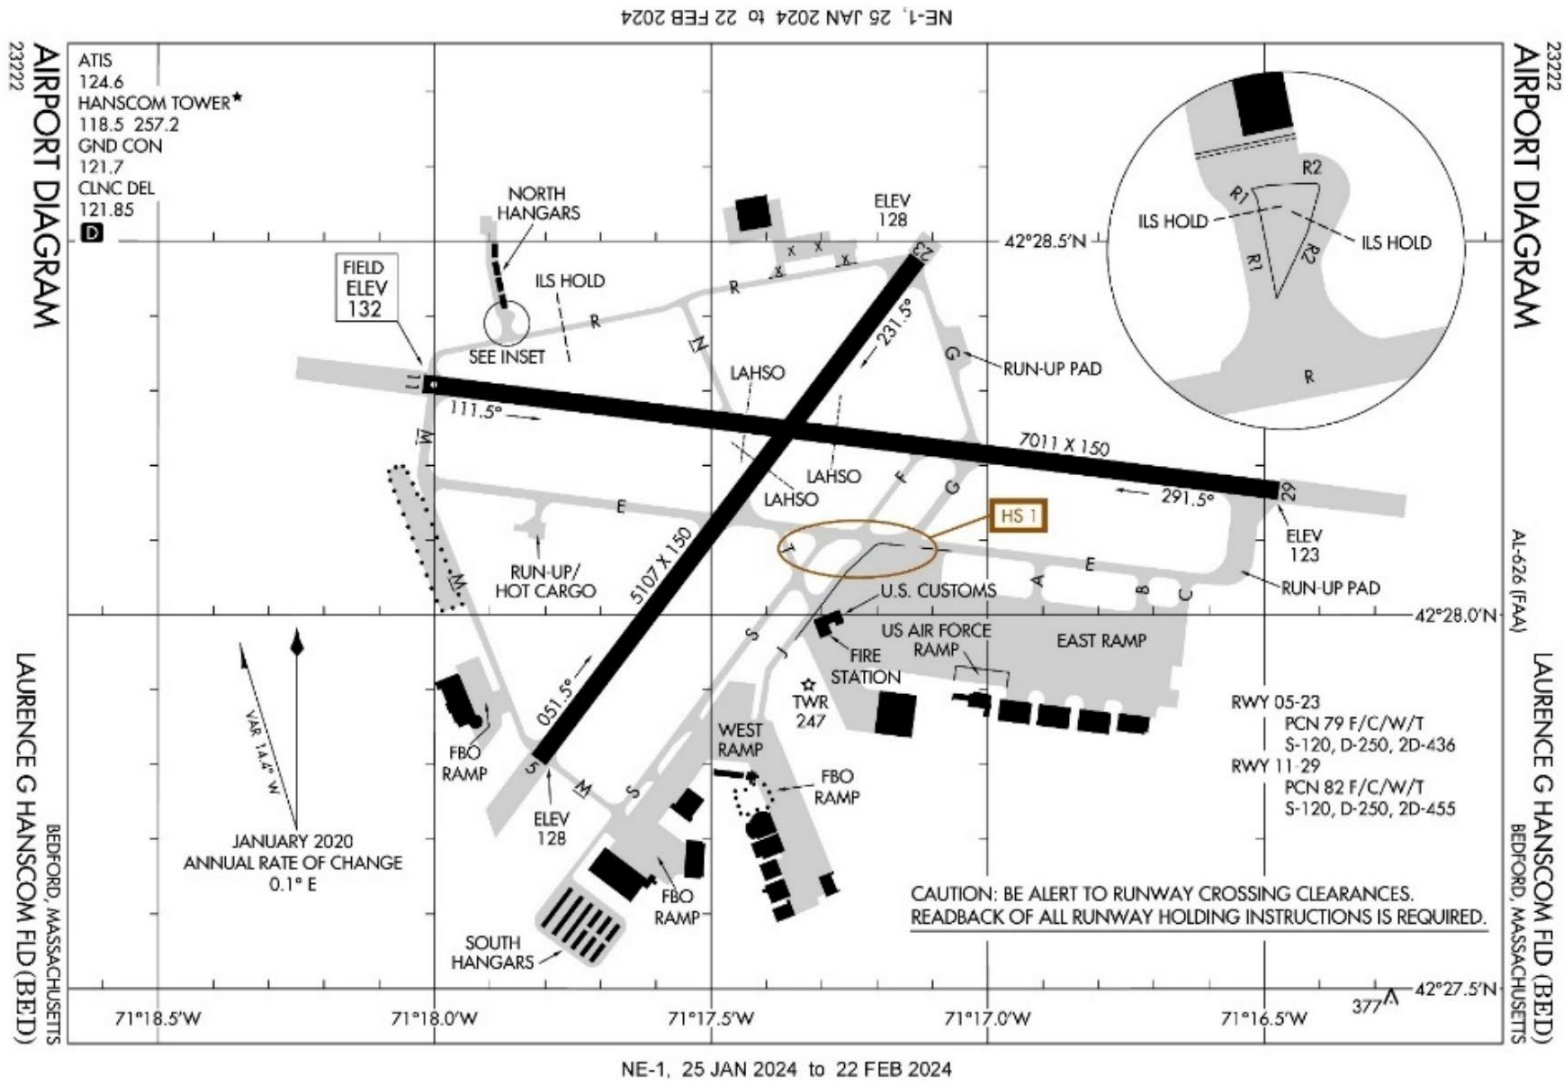 NE-1, 25 JAN 2024 to 22 FEB 2024
23222
AIRPORT DIAGRAM
AIRPORT DIAGRAM
23222
ATIS
124.6
HANSCOM TOWER★
118.5 257.2
GND CON
121.7
CLNC DEL
121.85
D
NORTH
HANGARS
ELEV
128
FIELD
ELEV
132
ILS HOLD
SEE INSET
R
R
N
23
231.5°
G
RUN-UP PAD
42°28.5'N
R1
R2
ILS HOLD
ILS HOLD
R1
R2
R
11
111.5°
LAHSO
LAHSO
LAHSO
7011 X 150
291.5°
29
ELEV
123
RUN-UP PAD
M
E
F
G
HS 1
T
E
A
B
C
RUN-UP/
HOT CARGO
M
5107 X 150
U.S. CUSTOMS
US AIR FORCE
RAMP
EAST RAMP
42°28.0'N
FIRE
STATION
S
J
TWR
247
WEST
RAMP
FBO
RAMP
051.5°
5
ELEV
128
M
S
FBO
RAMP
FBO
RAMP
SOUTH
HANGARS
VAR 14.4° W
JANUARY 2020
ANNUAL RATE OF CHANGE
0.1° E
RWY 05-23
PCN 79 F/C/W/T
S-120, D-250, 2D-436
RWY 11-29
PCN 82 F/C/W/T
S-120, D-250, 2D-455
CAUTION: BE ALERT TO RUNWAY CROSSING CLEARANCES.
READBACK OF ALL RUNWAY HOLDING INSTRUCTIONS IS REQUIRED.
377
42°27.5'N
71°18.5'W
71°18.0'W
71°17.5'W
71°17.0'W
71°16.5'W
AL-626 (FAA)
BEDFORD, MASSACHUSETTS
LAURENCE G HANSCOM FLD (BED)
BEDFORD, MASSACHUSETTS
LAURENCE G HANSCOM FLD (BED)
NE-1, 25 JAN 2024 to 22 FEB 2024